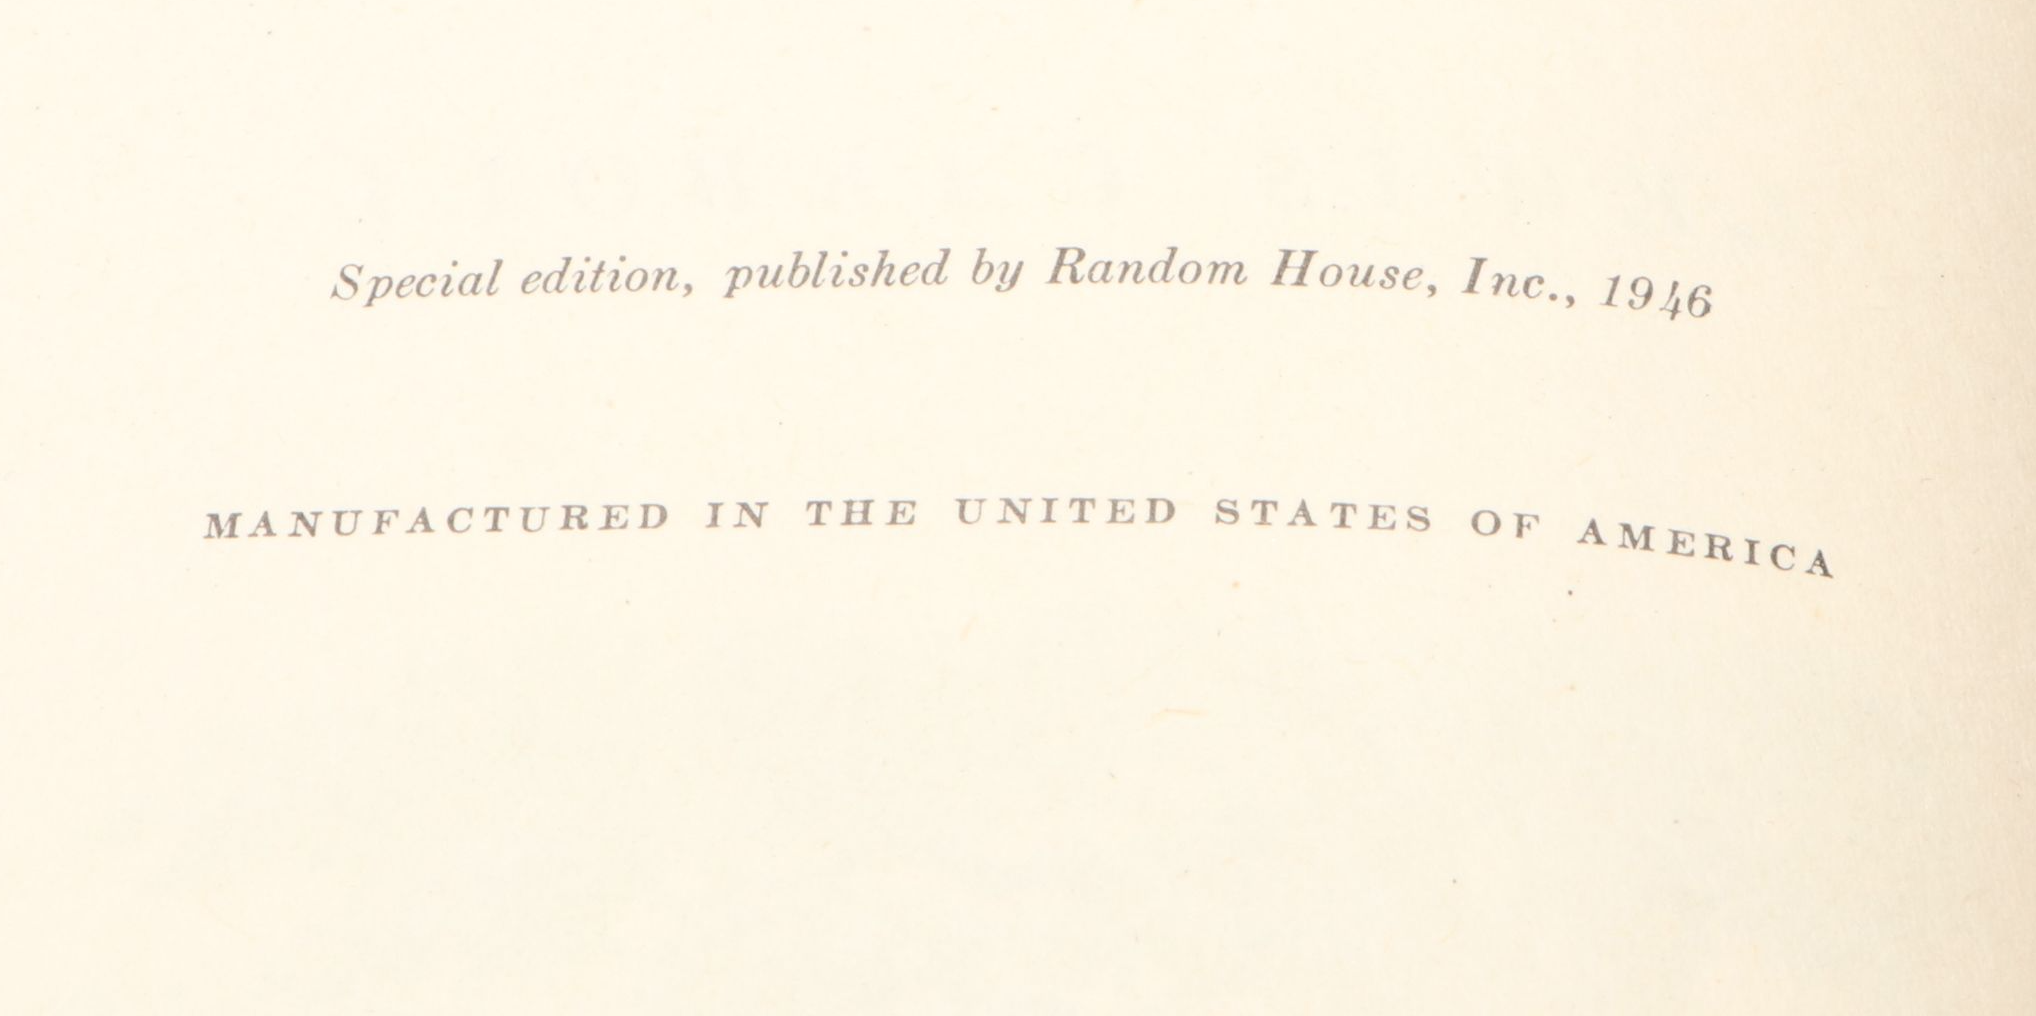 Special edition, published by Random House, Inc., 1946
MANUFACTURED IN THE UNITED STATES OF AMERICA